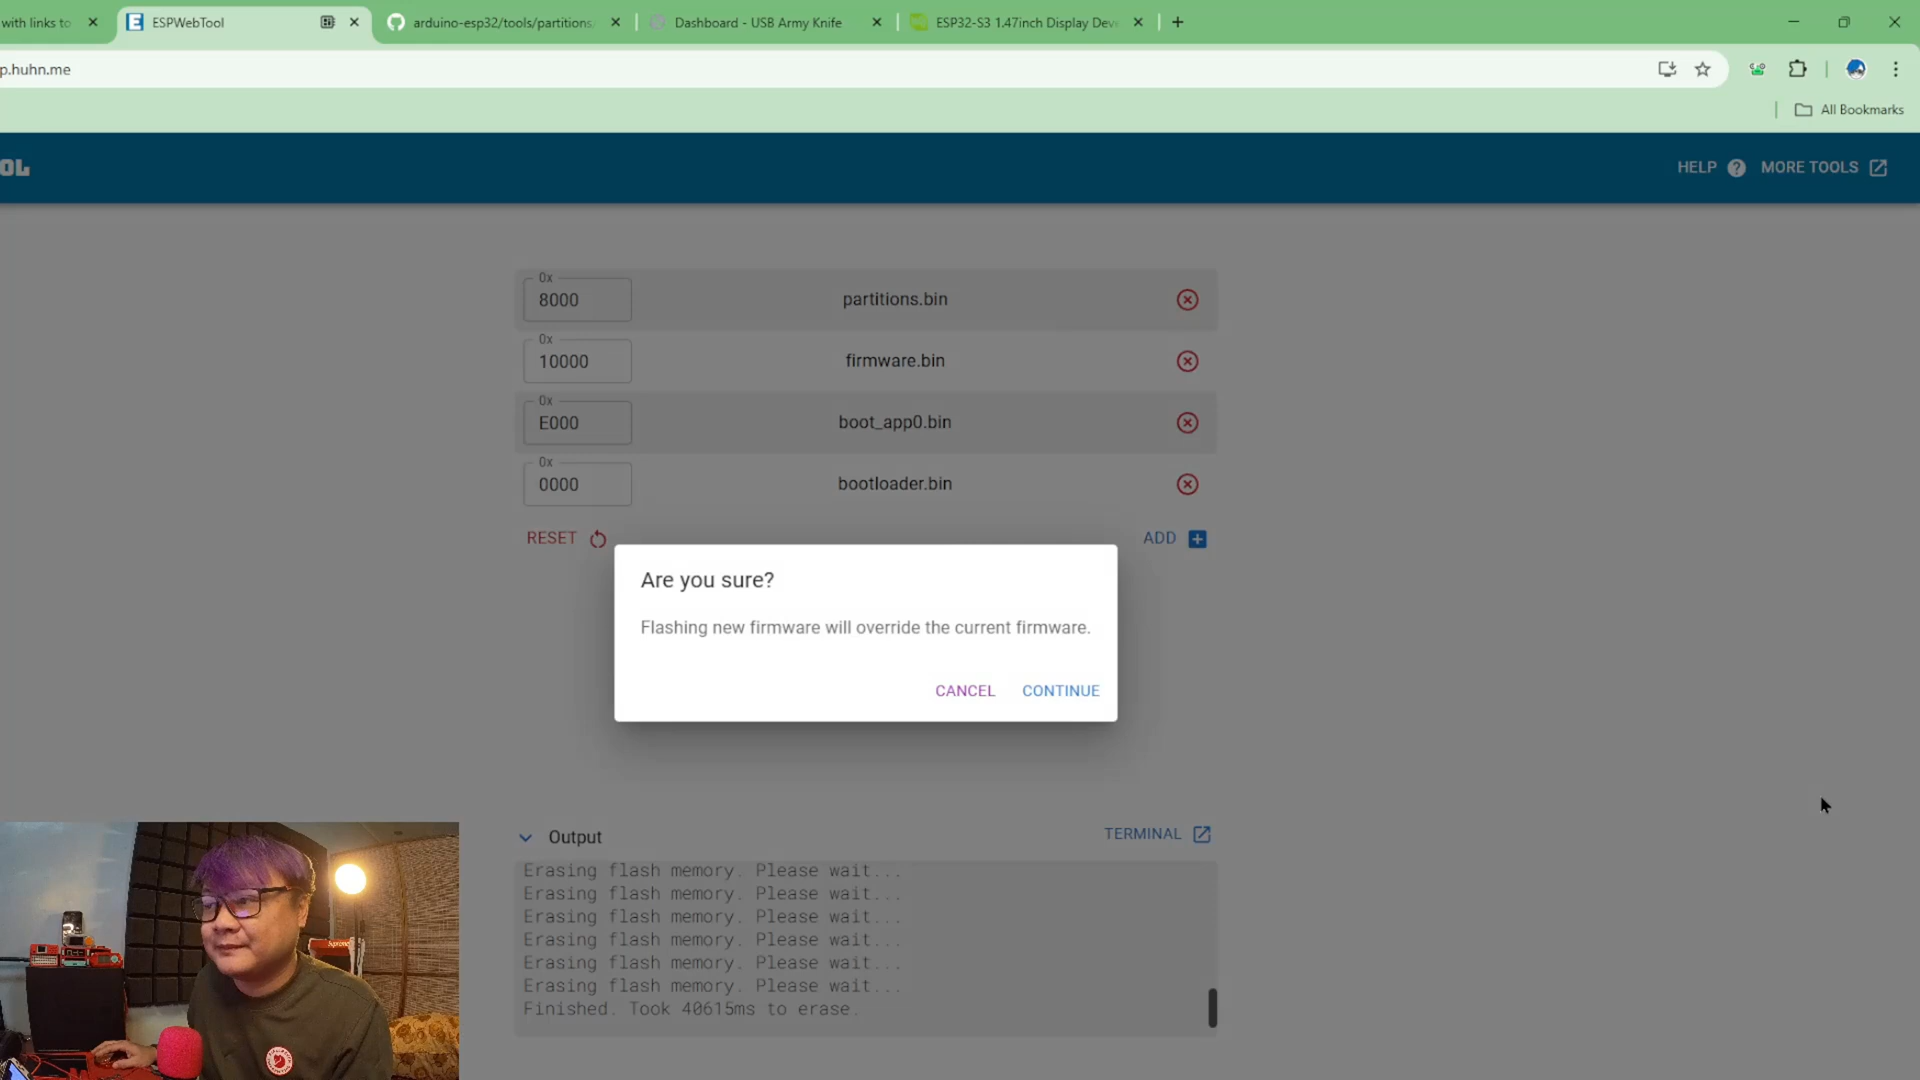 with links to
ESPWebTool
arduino-esp32/tools/partitions
Dashboard - USB Army Knife
ESP32-S3 1.47inch Display Dev
p.huhn.me
All Bookmarks
OL
HELP
MORE TOOLS
0x
8000
partitions.bin
0x
10000
firmware.bin
0x
E000
boot_app0.bin
0x
0000
bootloader.bin
RESET
ADD
Are you sure?
Flashing new firmware will override the current firmware.
CANCEL
CONTINUE
Output
TERMINAL
Erasing flash memory. Please wait...
Erasing flash memory. Please wait...
Erasing flash memory. Please wait...
Erasing flash memory. Please wait...
Erasing flash memory. Please wait...
Erasing flash memory. Please wait...
Finished. Took 40615ms to erase.
Supreme